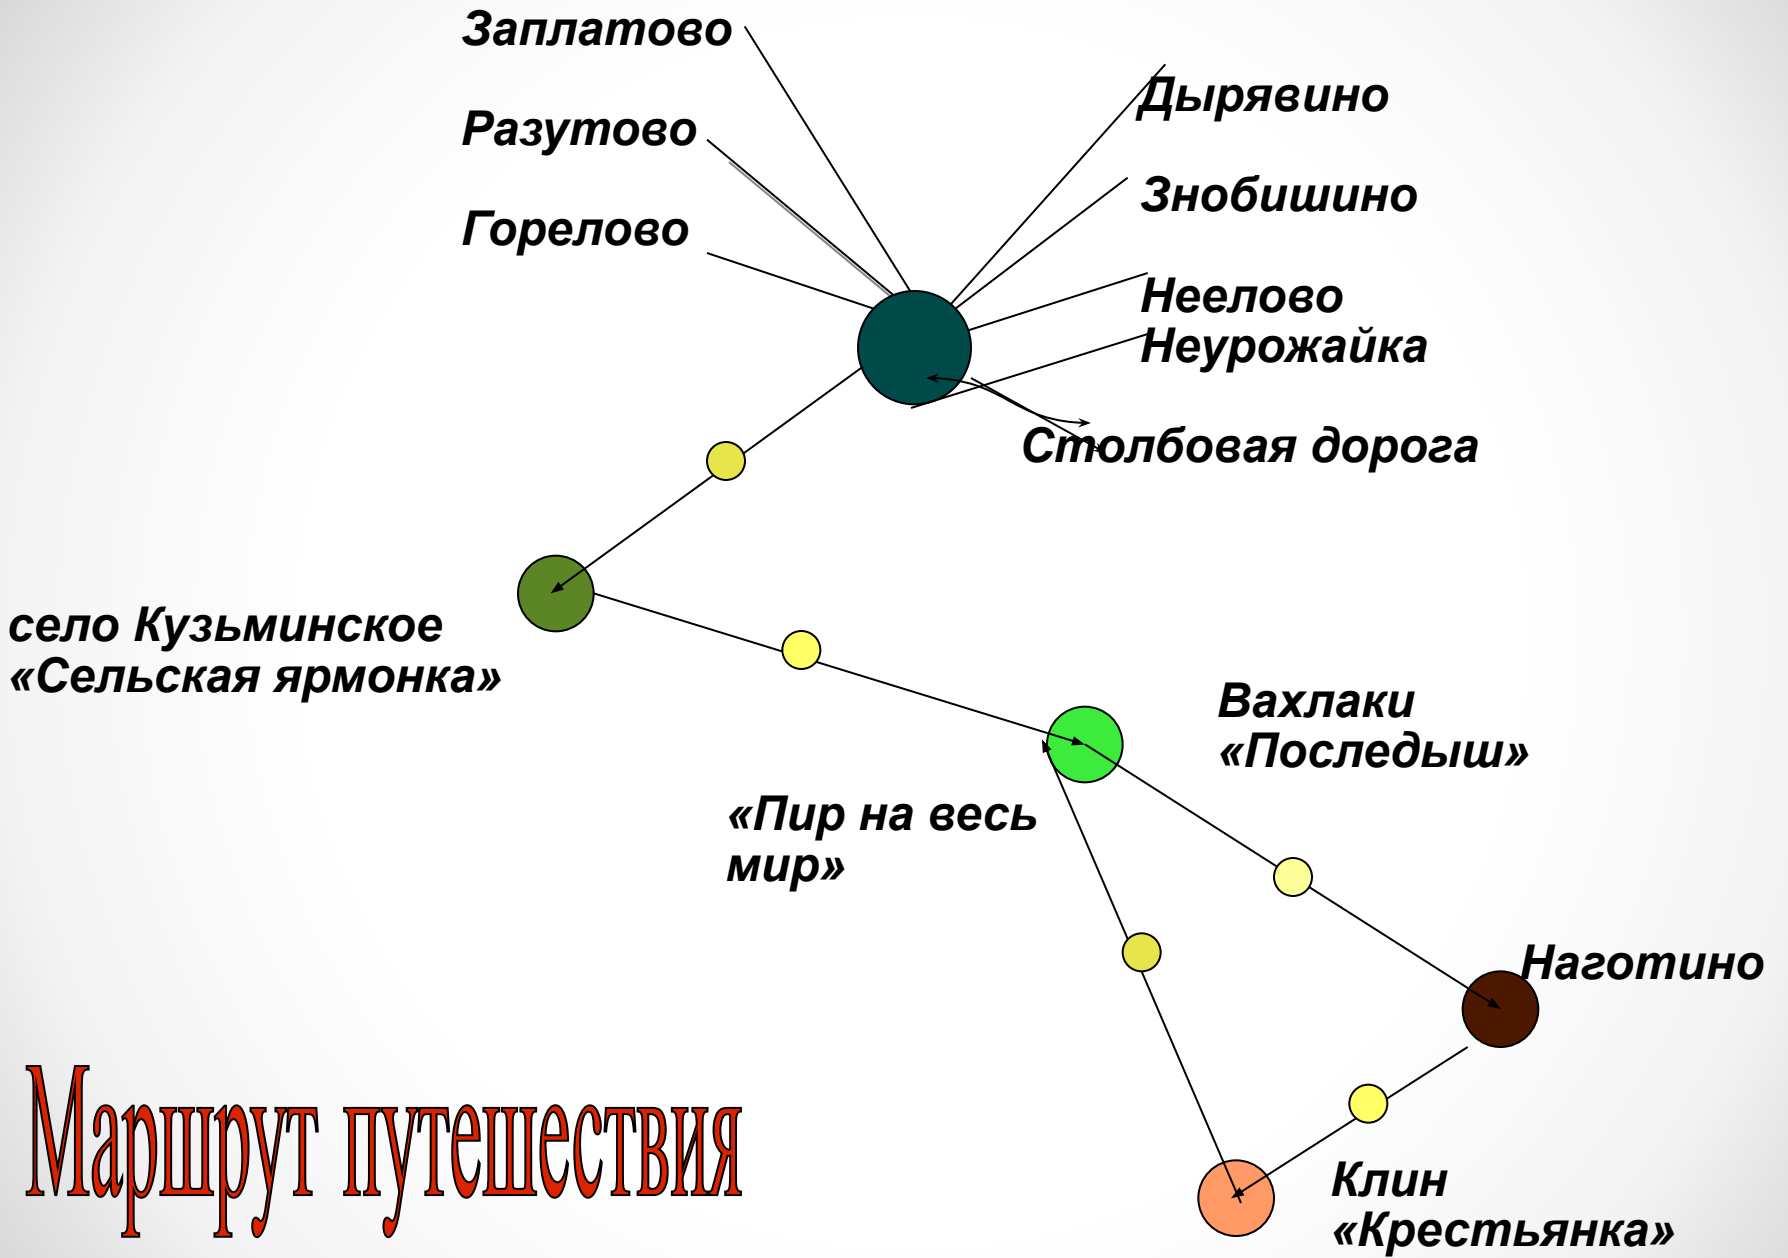 Заплатово
Разутово
Горелово
Дырявино
Знобишино
Неелово
Неурожайка
Столбовая дорога
село Кузьминское
«Сельская ярмонка»
Вахлаки
«Последыш»
«Пир на весь
мир»
Наготино
Клин
«Крестьянка»
Маршрут путешествия